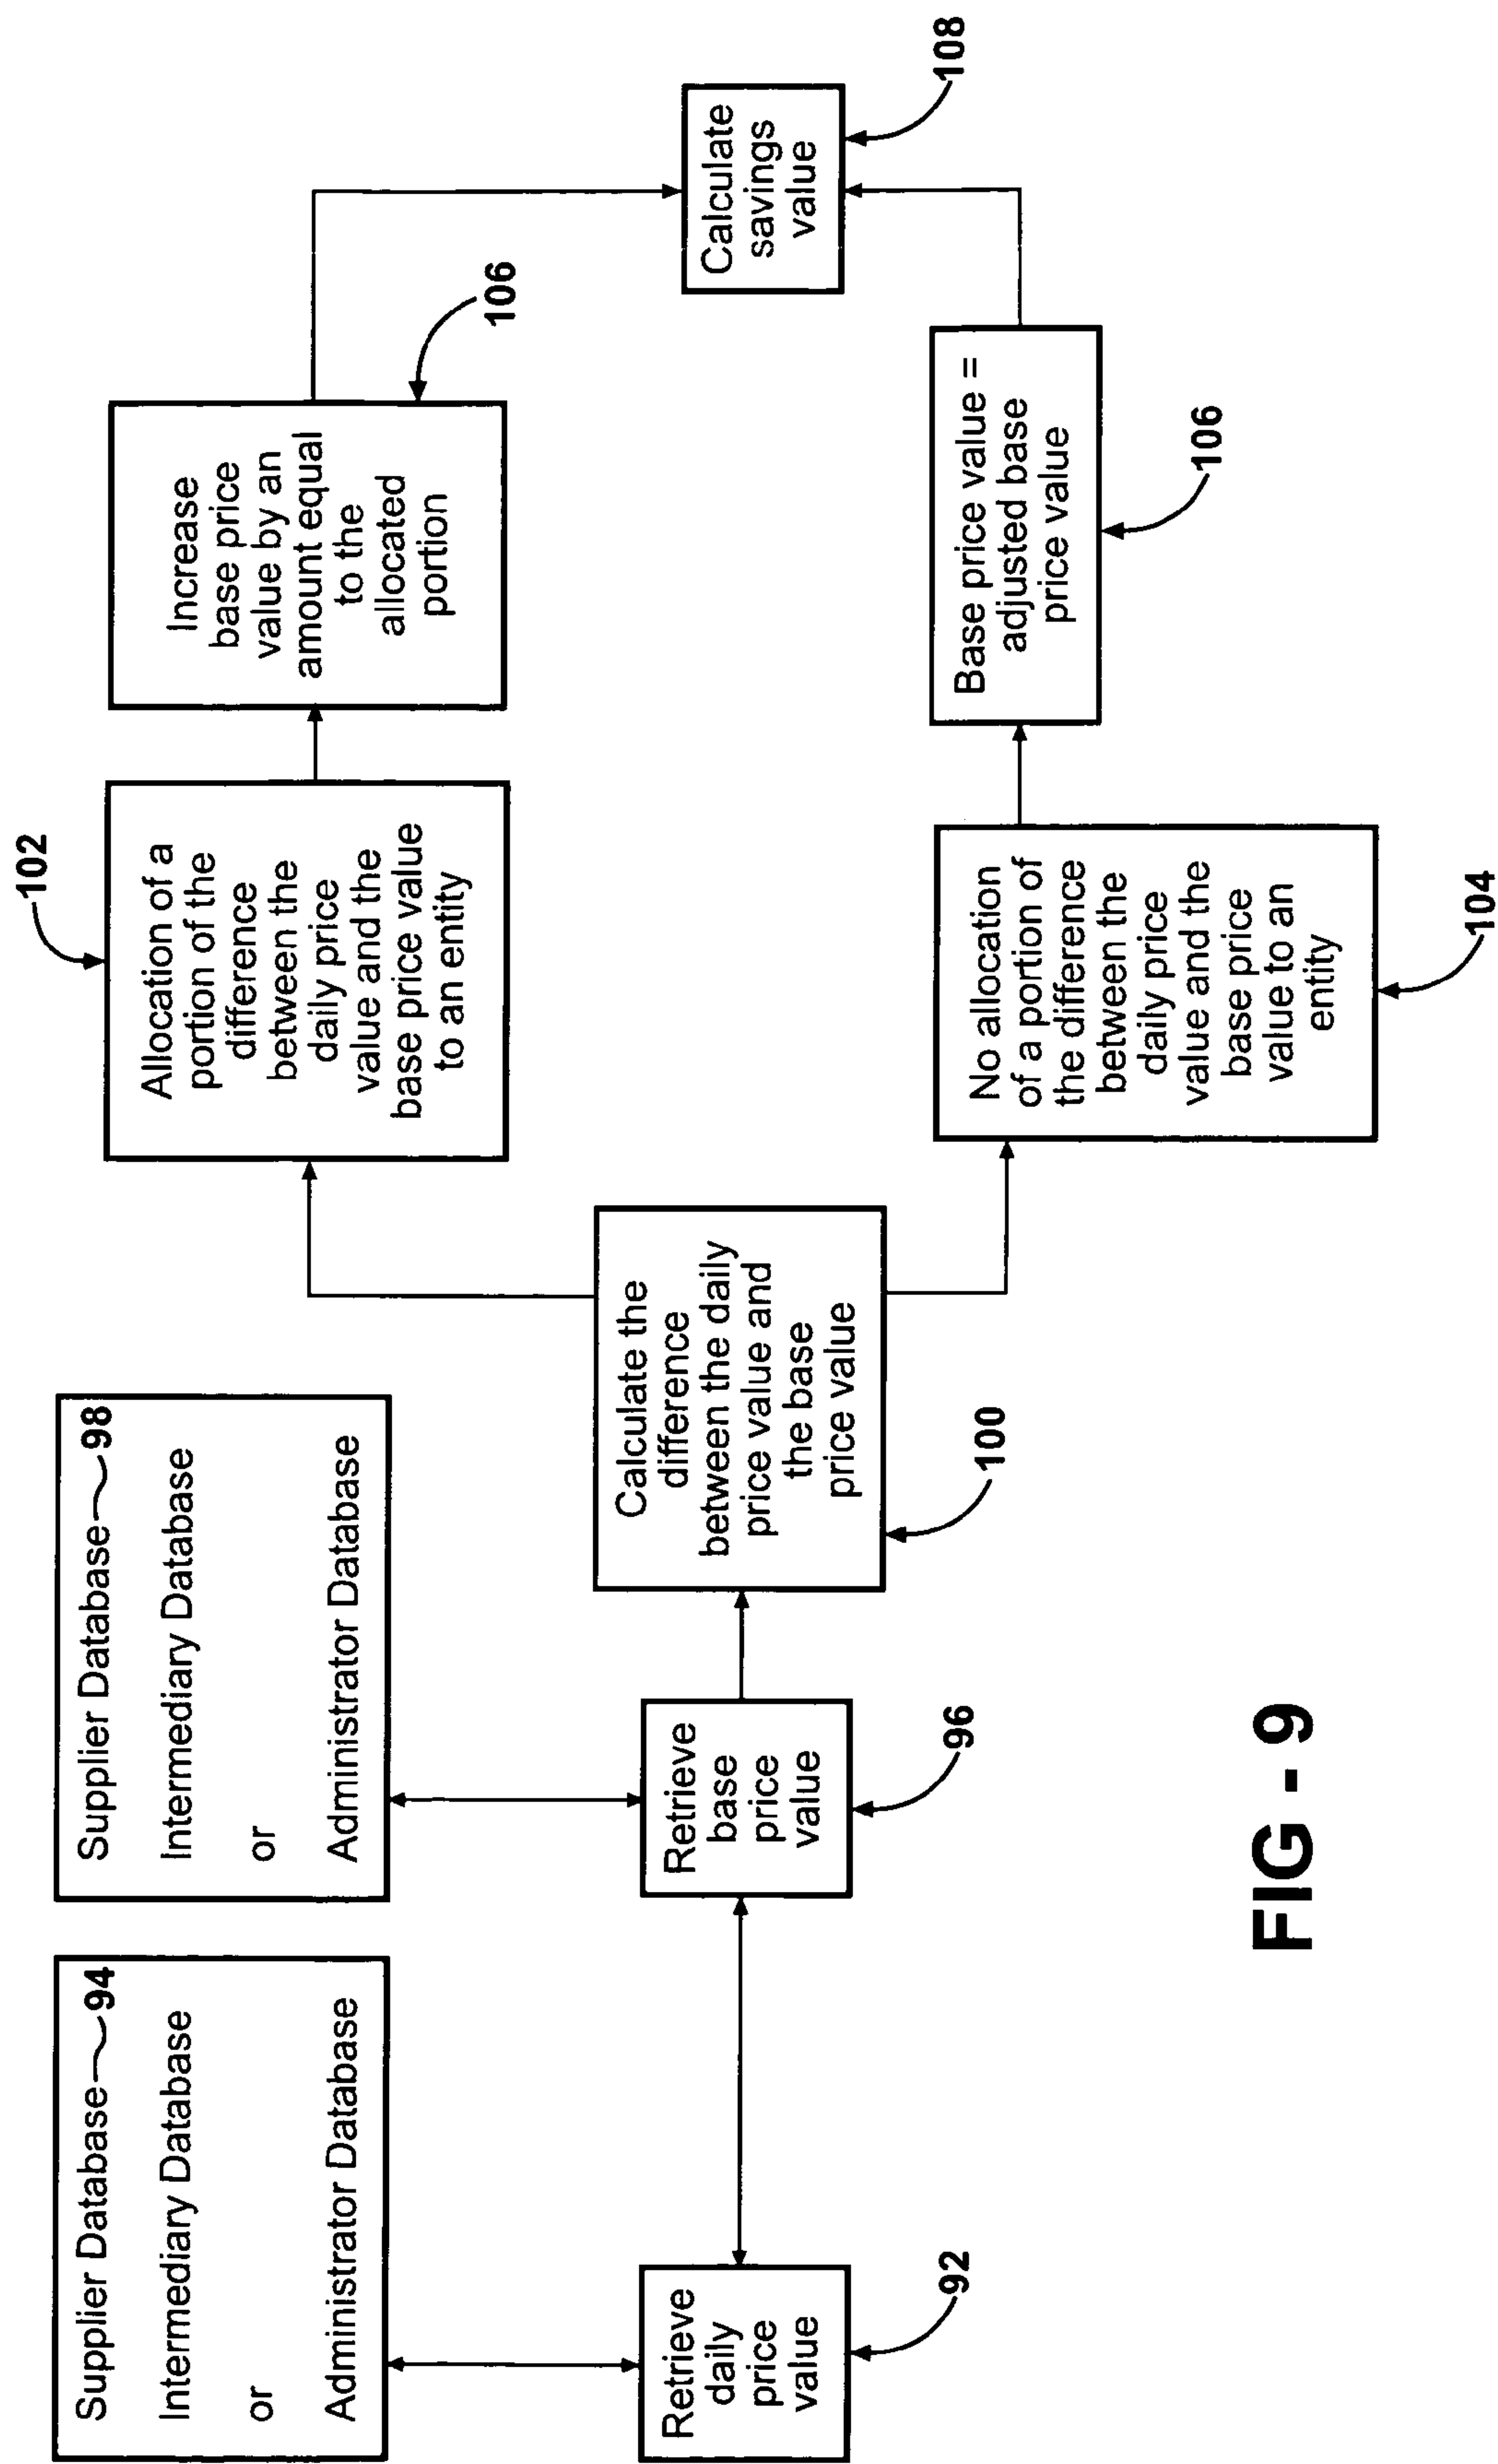 Supplier Database
94
Intermediary Database
or
Administrator Database
Retrieve
daily
price
value
92
Supplier Database
98
Intermediary Database
or
Administrator Database
Retrieve
base
price
value
96
Calculate the
difference
between the daily
price value and
the base
price value
100
102
Allocation of a
portion of the
difference
between the
daily price
value and the
base price value
to an entity
No allocation
of a portion of
the difference
between the
daily price
value and the
base price
value to an
entity
104
Increase
base price
value by an
amount equal
to the
allocated
portion
106
Base price value =
adjusted base
price value
106
Calculate
savings
value
108
FIG - 9